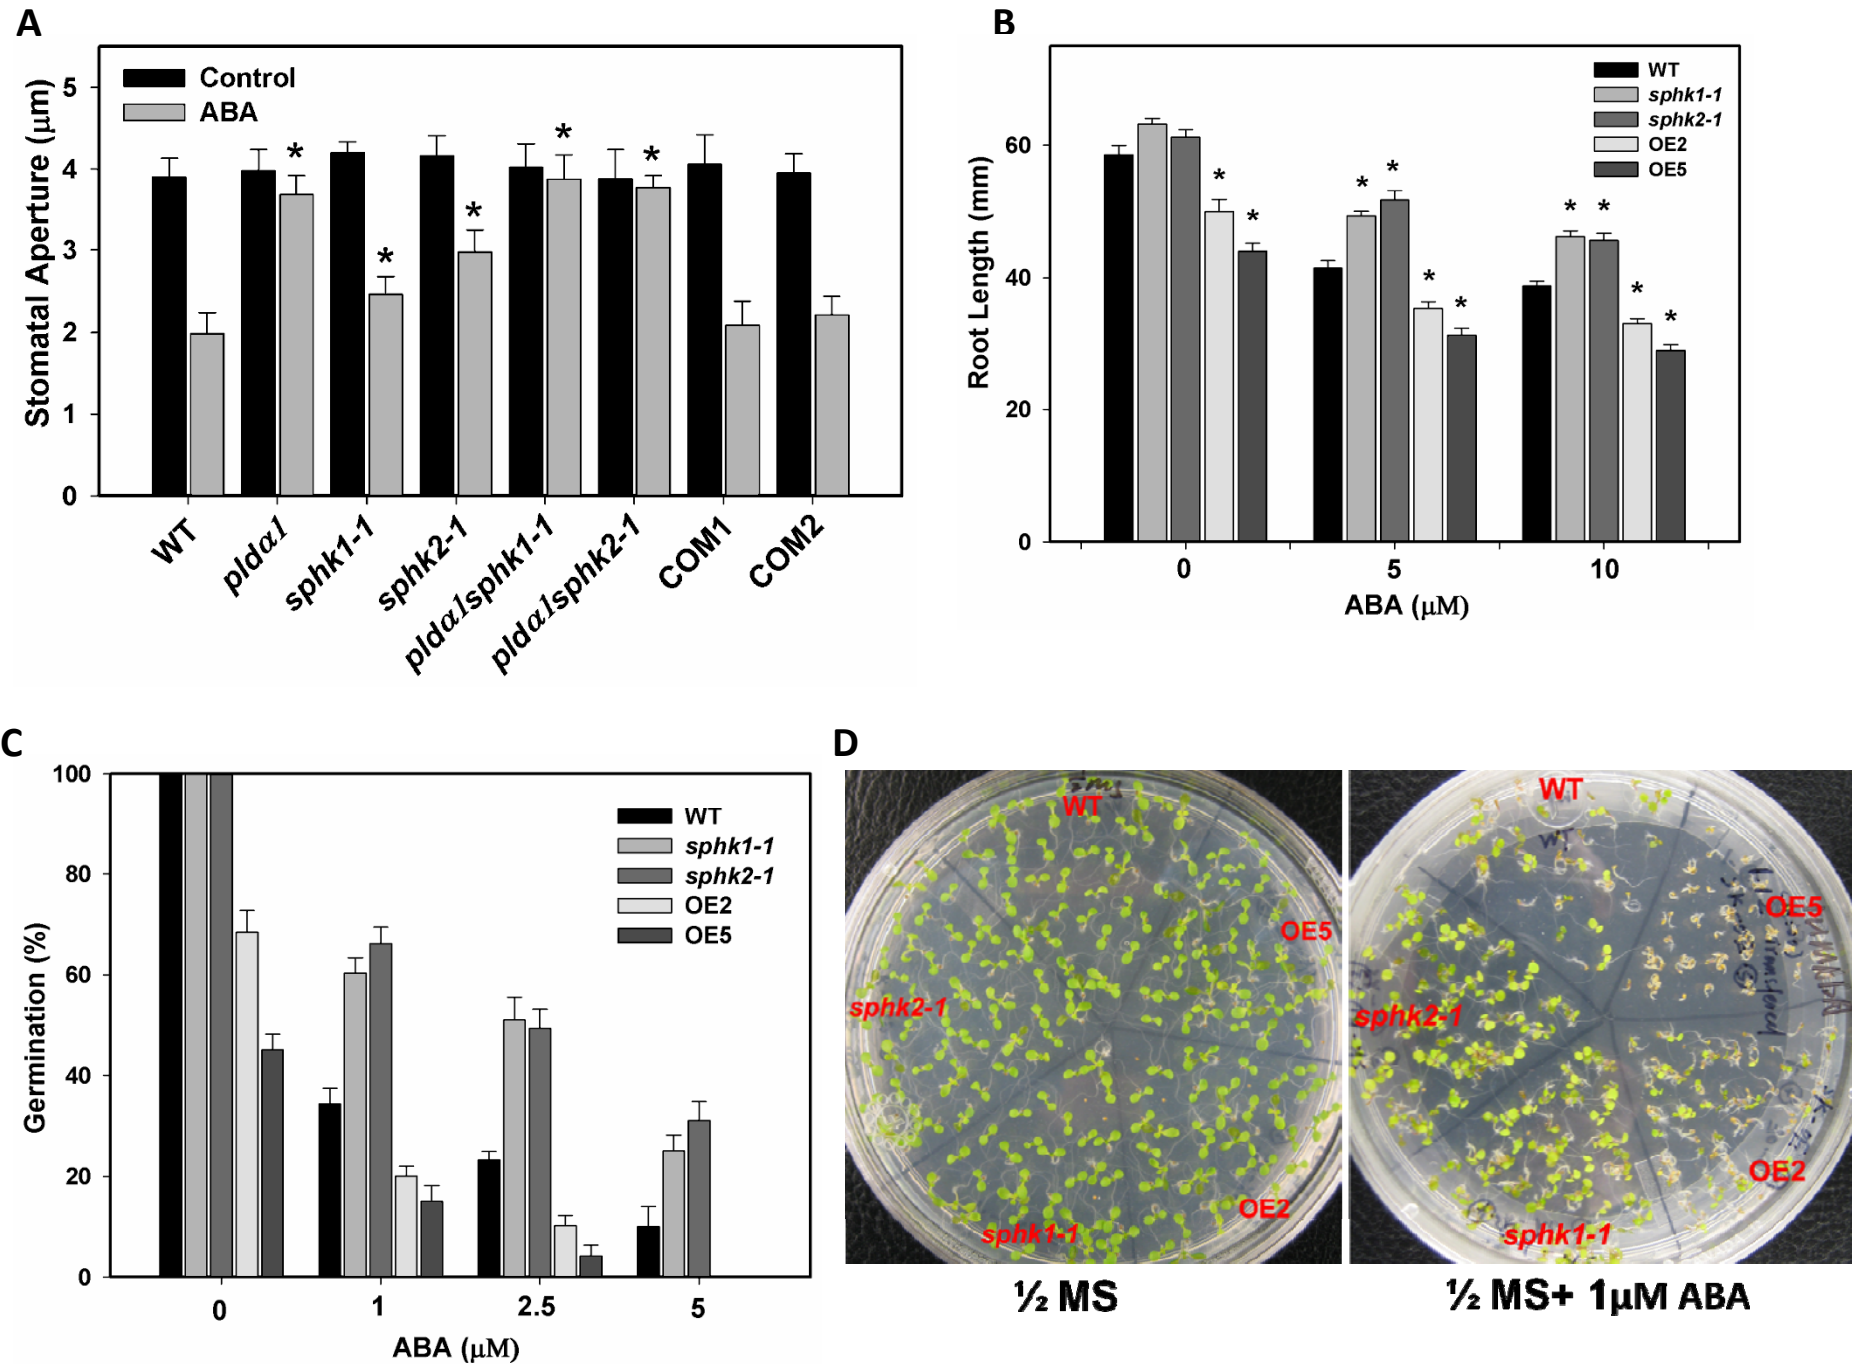 A
Control
ABA
Stomatal Aperture (μm)
5
4
3
2
1
0
WT
pldα1
sphk1-1
sphk2-1
pldα1sphk1-1
pldα1sphk2-1
COM1
COM2
* * * * *
B
WT
sphk1-1
sphk2-1
OE2
OE5
Root Length (mm)
60
40
20
0
* *
* * * *
* * * *
0 5 10
ABA (μM)
C
WT
sphk1-1
sphk2-1
OE2
OE5
Germination (%)
100
80
60
40
20
0
0 1 2.5 5
ABA (μM)
D
WT
OE5
sphk2-1
OE2
sphk1-1
½ MS
WT
WT
OE5
sphk2-1
OE2
sphk1-1
½ MS+ 1μM ABA